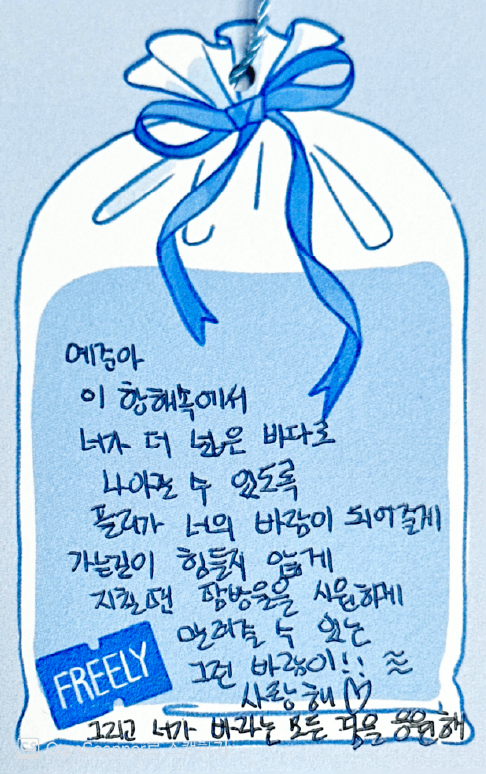 예준아
이 항해속에서
너가 더 넓은 바다로
나아갈 수 있도록
플리가 너의 바람이 되어줄게
가는길이 힘들지 않게
지칠땐 땀방울을 시원하게
말려줄 수 있는
그런 바람이!!
사랑해♡
그리고 너가 바라는 모든 꿈을 응원해
FREELY